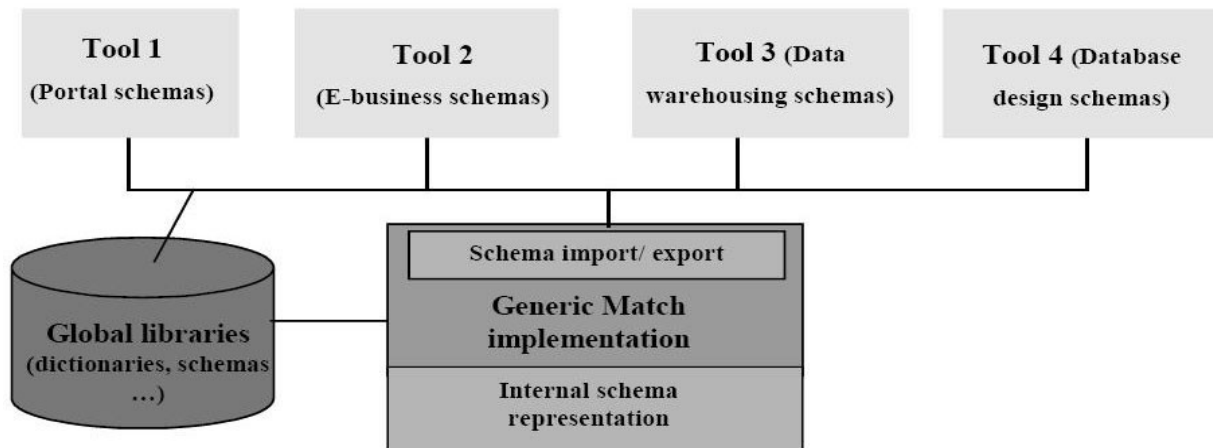 Tool 1
(Portal schemas)
Tool 2
(E-business schemas)
Tool 3 (Data
warehousing schemas)
Tool 4 (Database
design schemas)
Schema import/ export
Generic Match
implementation
Internal schema
representation
Global libraries
(dictionaries, schemas
…)